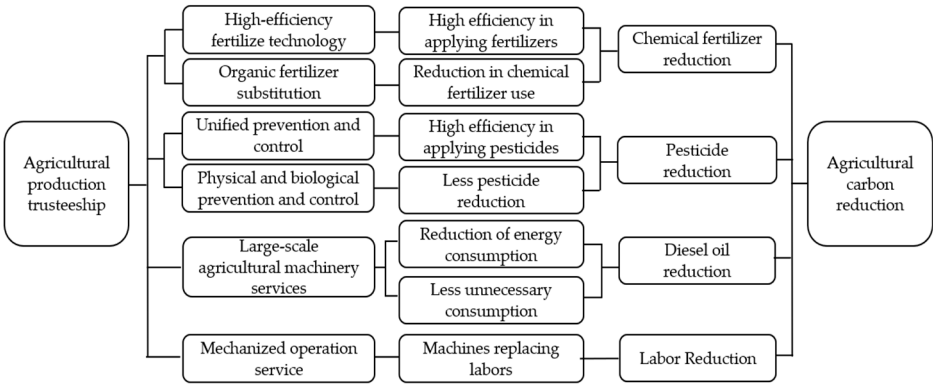 Agricultural
production
trusteeship
High-efficiency
fertilize technology
Organic fertilizer
substitution
Unified prevention and
control
Physical and biological
prevention and control
Large-scale
agricultural machinery
services
Mechanized operation
service
High efficiency in
applying fertilizers
Reduction in chemical
fertilizer use
High efficiency in
applying pesticides
Less pesticide
reduction
Reduction of energy
consumption
Less unnecessary
consumption
Machines replacing
labors
Chemical fertilizer
reduction
Pesticide
reduction
Diesel oil
reduction
Labor Reduction
Agricultural
carbon
reduction